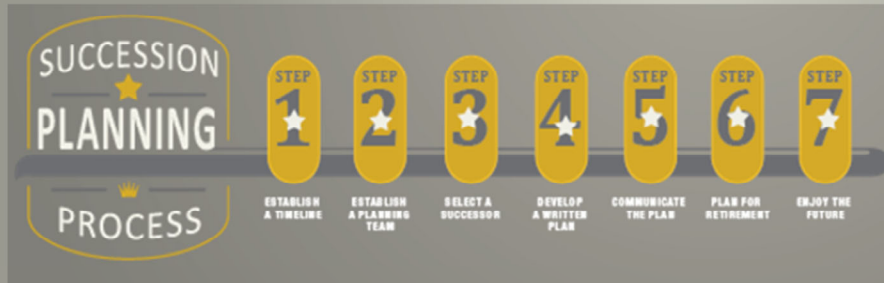 SUCCESSION
PLANNING
PROCESS
STEP
1
ESTABLISH
A TIMELINE
STEP
2
ESTABLISH
A PLANNING
TEAM
STEP
3
SELECT A
SUCCESSOR
STEP
4
DEVELOP
A WRITTEN
PLAN
STEP
5
COMMUNICATE
THE PLAN
STEP
6
PLAN FOR
RETIREMENT
STEP
7
ENJOY THE
FUTURE